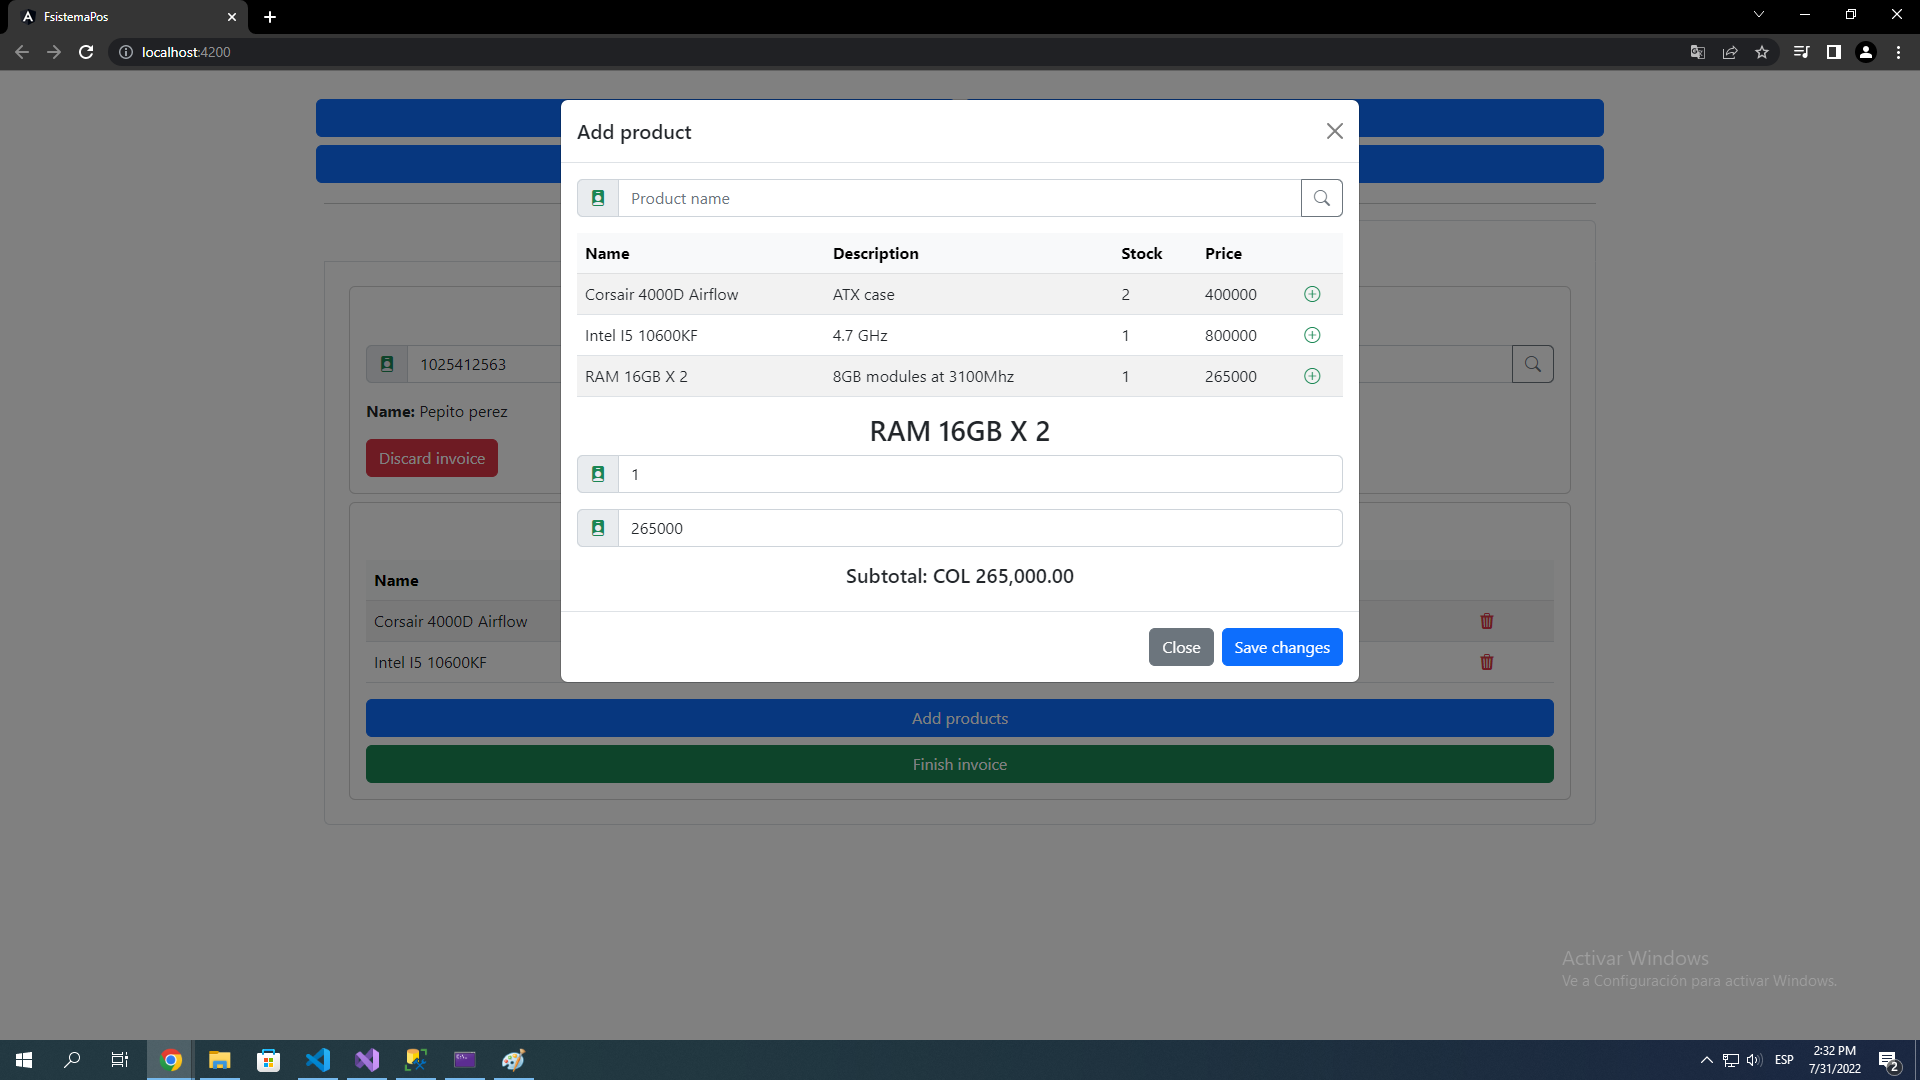 FsistemaPos
localhost:4200
Add product
Product name
Name Description Stock Price
Corsair 4000D Airflow ATX case 2 400000
Intel I5 10600KF 4.7 GHz 1 800000
RAM 16GB X 2 8GB modules at 3100Mhz 1 265000
RAM 16GB X 2
1
265000
Subtotal: COL 265,000.00
Close Save changes
1025412563
Name: Pepito perez
Discard invoice
Name
Corsair 4000D Airflow
Intel I5 10600KF
Add products
Finish invoice
Activar Windows
Ve a Configuración para activar Windows.
ESP
2:32 PM
7/31/2022
2